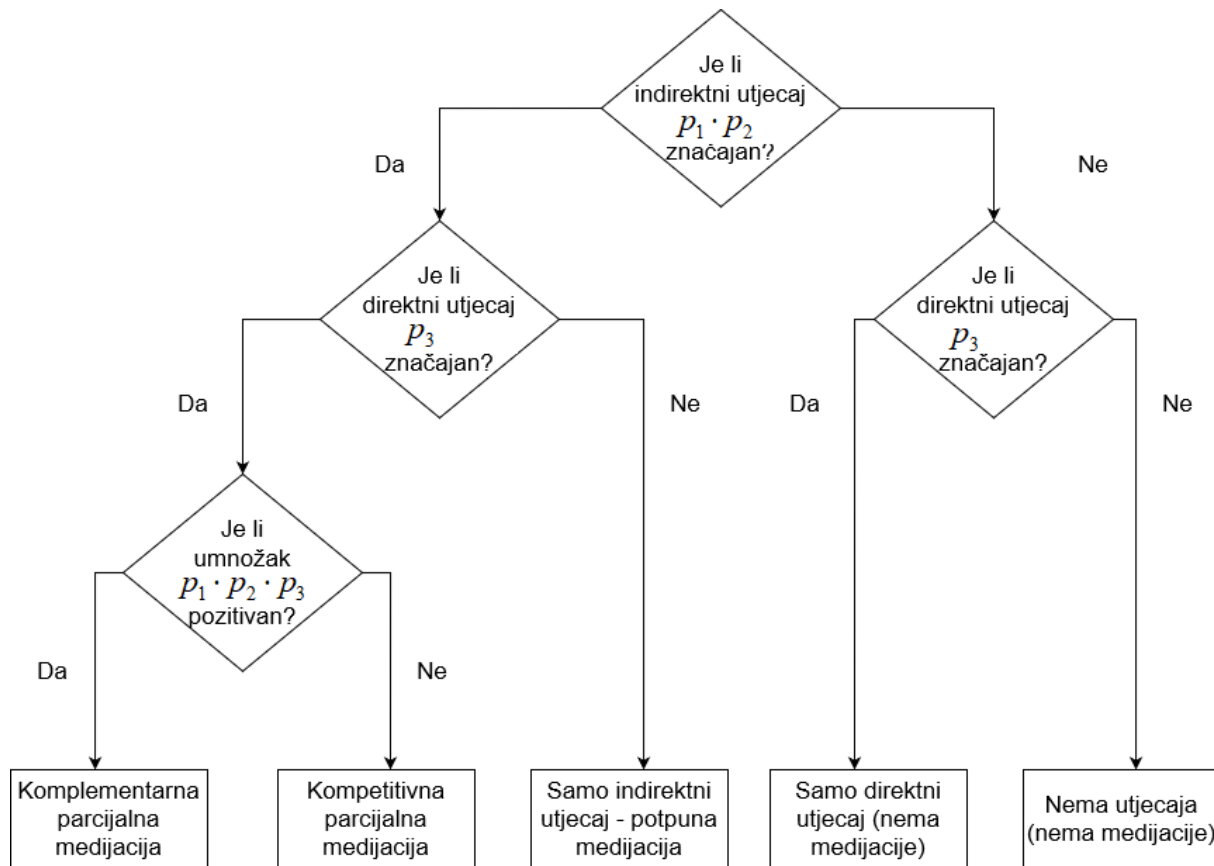 Je li
indirektni utjecaj
p₁ · p₂
značajan?
Da
Ne
Je li
direktni utjecaj
p₃
značajan?
Je li
direktni utjecaj
p₃
značajan?
Da
Ne
Da
Ne
Je li
umnožak
p₁ · p₂ · p₃
pozitivan?
Da
Ne
Komplementarna
parcijalna
medijacija
Kompetitivna
parcijalna
medijacija
Samo indirektni
utjecaj - potpuna
medijacija
Samo direktni
utjecaj (nema
medijacije)
Nema utjecaja
(nema medijacije)